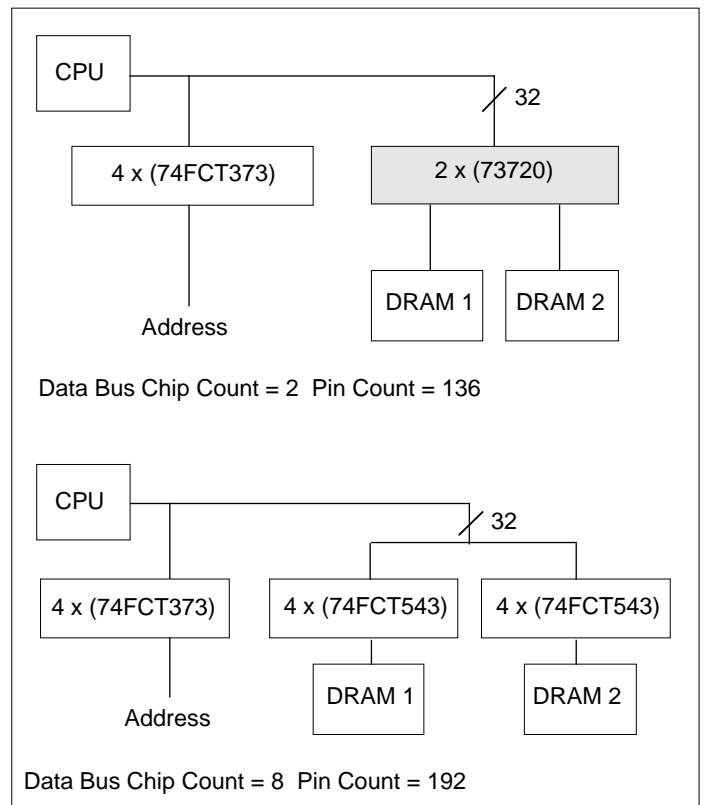 CPU
32
4 x (74FCT373)
2 x (73720)
DRAM 1
DRAM 2
Address
Data Bus Chip Count = 2 Pin Count = 136
CPU
32
4 x (74FCT373)
4 x (74FCT543)
4 x (74FCT543)
DRAM 1
DRAM 2
Address
Data Bus Chip Count = 8 Pin Count = 192